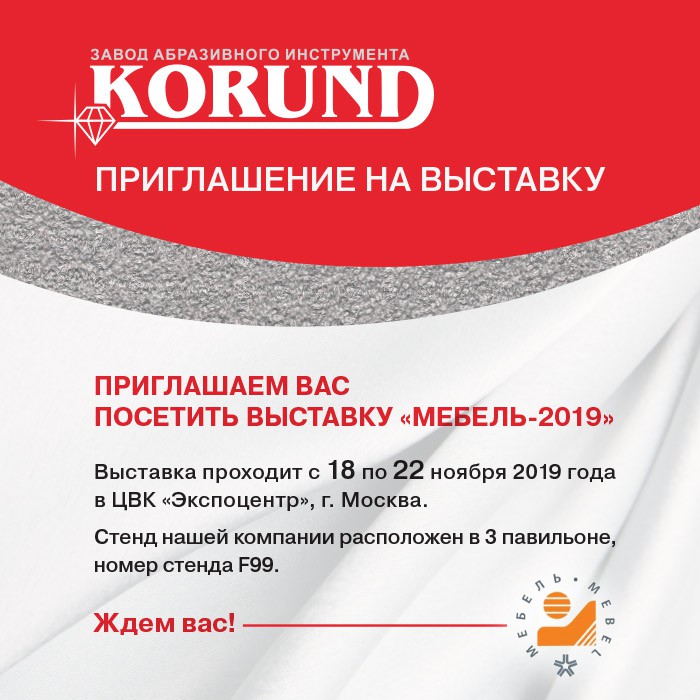 ЗАВОД АБРАЗИВНОГО ИНСТРУМЕНТА
KORUND
ПРИГЛАШЕНИЕ НА ВЫСТАВКУ
ПРИГЛАШАЕМ ВАС
ПОСЕТИТЬ ВЫСТАВКУ «МЕБЕЛЬ-2019»
Выставка проходит с 18 по 22 ноября 2019 года
в ЦВК «Экспоцентр», г. Москва.
Стенд нашей компании расположен в 3 павильоне,
номер стенда F99.
Ждем вас!
МЕБЕЛЬ • MEBEL